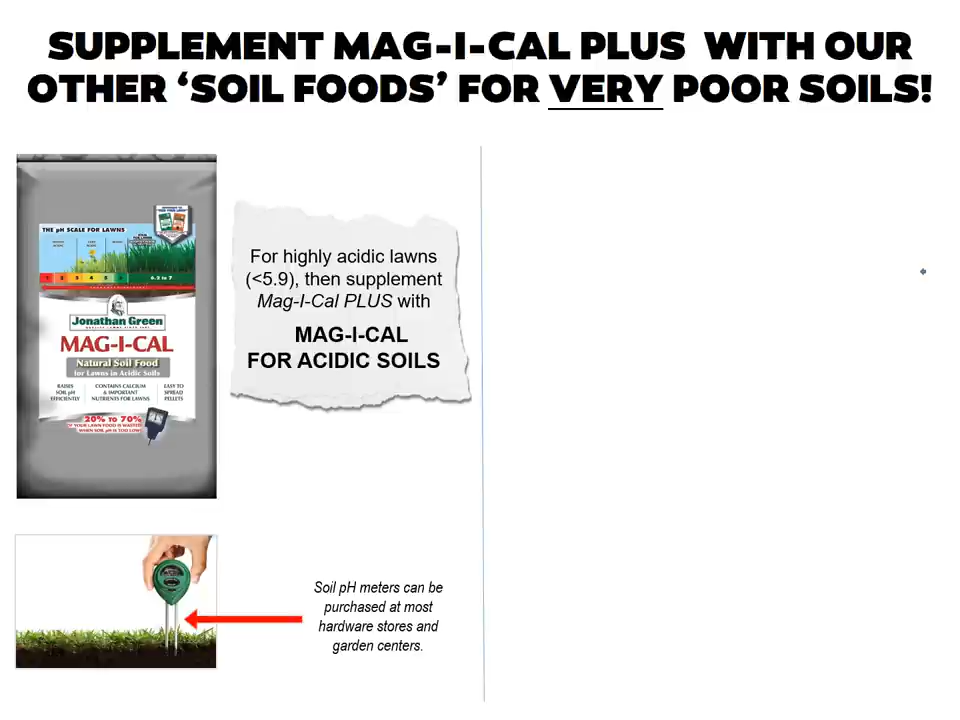 SUPPLEMENT MAG-I-CAL PLUS WITH OUR
OTHER ‘SOIL FOODS’ FOR VERY POOR SOILS!
THE pH SCALE FOR LAWNS
6.2 to 7
For highly acidic lawns
(<5.9), then supplement
Mag-I-Cal PLUS with
MAG-I-CAL
FOR ACIDIC SOILS
Jonathan Green
MAG-I-CAL
Natural Soil Food
for Lawns in Acidic Soils
RAISES
SOIL pH
EFFICIENTLY
CONTAINS CALCIUM
& IMPORTANT
NUTRIENTS FOR LAWNS
EASY TO
SPREAD
PELLETS
20% TO 70%
OF YOUR LAWN FOOD IS WASTED
WHEN SOIL pH IS TOO LOW!
Soil pH meters can be
purchased at most
hardware stores and
garden centers.